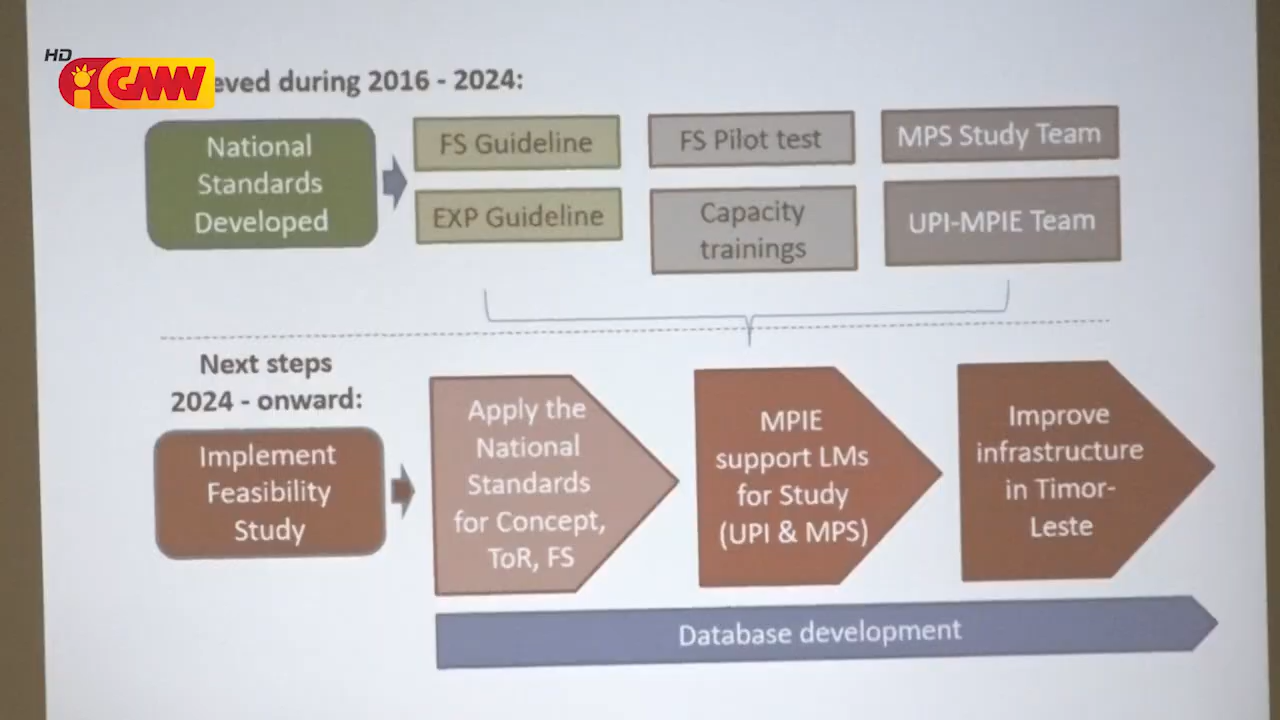 HD
GMW
eved during 2016 - 2024:
National
Standards
Developed
FS Guideline
EXP Guideline
FS Pilot test
Capacity
trainings
MPS Study Team
UPI-MPIE Team
Next steps
2024 - onward:
Implement
Feasibility
Study
Apply the
National
Standards
for Concept,
ToR, FS
MPIE
support LMs
for Study
(UPI & MPS)
Improve
infrastructure
in Timor-
Leste
Database development